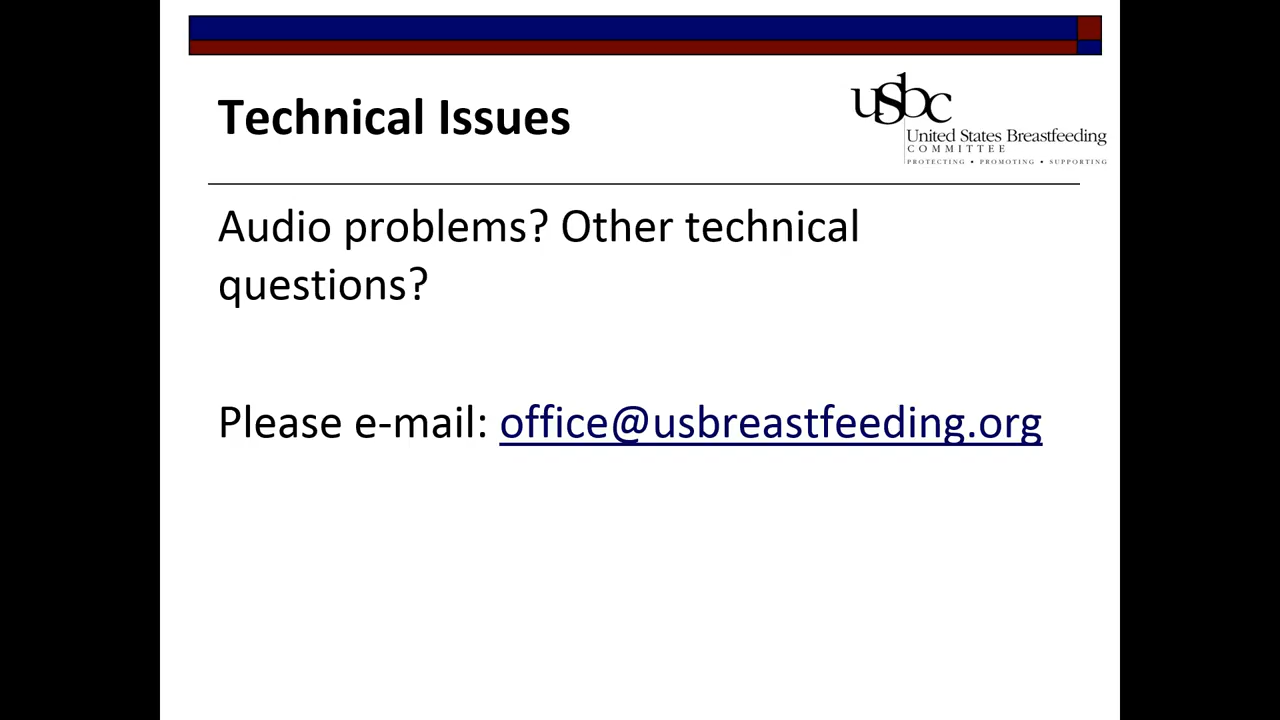 Technical Issues
usbc
United States Breastfeeding
COMMITTEE
PROTECTING • PROMOTING • SUPPORTING
Audio problems? Other technical
questions?
Please e-mail: office@usbreastfeeding.org